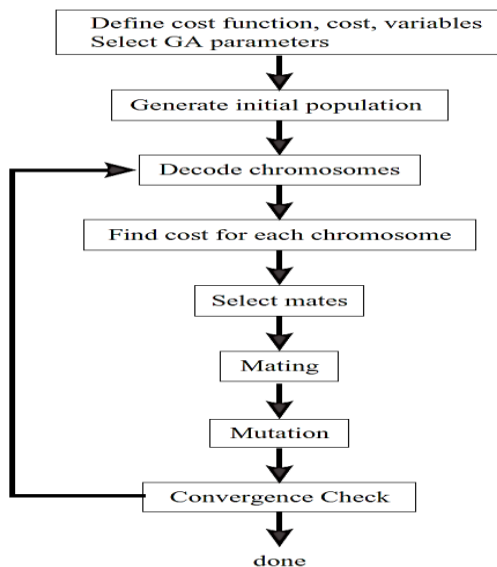 Define cost function, cost, variables
Select GA parameters
Generate initial population
Decode chromosomes
Find cost for each chromosome
Select mates
Mating
Mutation
Convergence Check
done